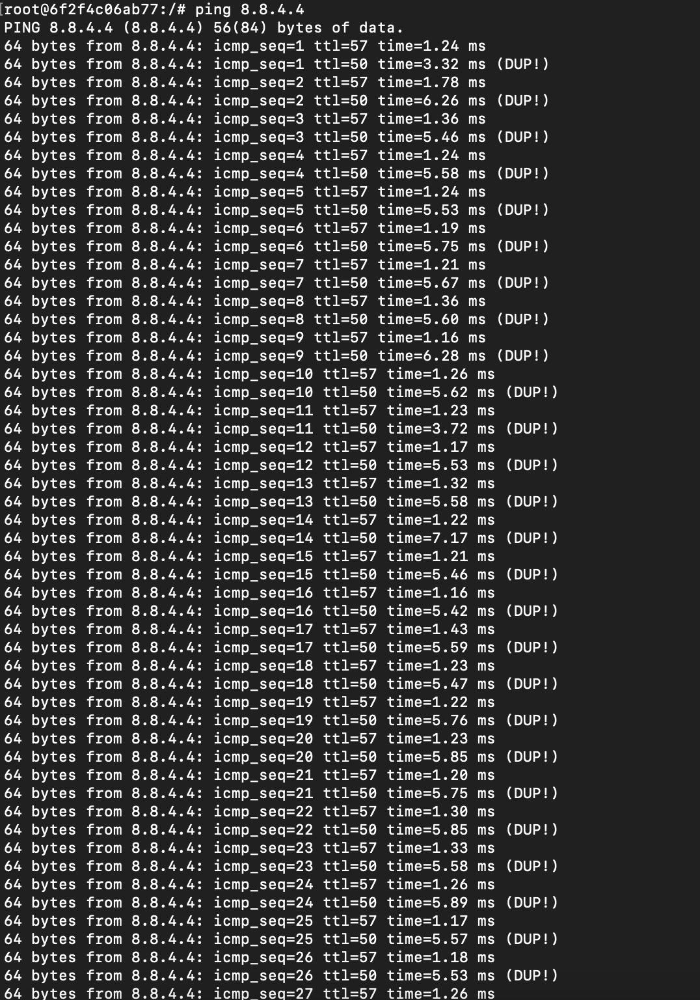 root@6f2f4c06ab77:/# ping 8.8.4.4
PING 8.8.4.4 (8.8.4.4) 56(84) bytes of data.
64 bytes from 8.8.4.4: icmp_seq=1 ttl=57 time=1.24 ms
64 bytes from 8.8.4.4: icmp_seq=1 ttl=50 time=3.32 ms (DUP!)
64 bytes from 8.8.4.4: icmp_seq=2 ttl=57 time=1.78 ms
64 bytes from 8.8.4.4: icmp_seq=2 ttl=50 time=6.26 ms (DUP!)
64 bytes from 8.8.4.4: icmp_seq=3 ttl=57 time=1.36 ms
64 bytes from 8.8.4.4: icmp_seq=3 ttl=50 time=5.46 ms (DUP!)
64 bytes from 8.8.4.4: icmp_seq=4 ttl=57 time=1.24 ms
64 bytes from 8.8.4.4: icmp_seq=4 ttl=50 time=5.58 ms (DUP!)
64 bytes from 8.8.4.4: icmp_seq=5 ttl=57 time=1.24 ms
64 bytes from 8.8.4.4: icmp_seq=5 ttl=50 time=5.53 ms (DUP!)
64 bytes from 8.8.4.4: icmp_seq=6 ttl=57 time=1.19 ms
64 bytes from 8.8.4.4: icmp_seq=6 ttl=50 time=5.75 ms (DUP!)
64 bytes from 8.8.4.4: icmp_seq=7 ttl=57 time=1.21 ms
64 bytes from 8.8.4.4: icmp_seq=7 ttl=50 time=5.67 ms (DUP!)
64 bytes from 8.8.4.4: icmp_seq=8 ttl=57 time=1.36 ms
64 bytes from 8.8.4.4: icmp_seq=8 ttl=50 time=5.60 ms (DUP!)
64 bytes from 8.8.4.4: icmp_seq=9 ttl=57 time=1.16 ms
64 bytes from 8.8.4.4: icmp_seq=9 ttl=50 time=6.28 ms (DUP!)
64 bytes from 8.8.4.4: icmp_seq=10 ttl=57 time=1.26 ms
64 bytes from 8.8.4.4: icmp_seq=10 ttl=50 time=5.62 ms (DUP!)
64 bytes from 8.8.4.4: icmp_seq=11 ttl=57 time=1.23 ms
64 bytes from 8.8.4.4: icmp_seq=11 ttl=50 time=3.72 ms (DUP!)
64 bytes from 8.8.4.4: icmp_seq=12 ttl=57 time=1.17 ms
64 bytes from 8.8.4.4: icmp_seq=12 ttl=50 time=5.53 ms (DUP!)
64 bytes from 8.8.4.4: icmp_seq=13 ttl=57 time=1.32 ms
64 bytes from 8.8.4.4: icmp_seq=13 ttl=50 time=5.58 ms (DUP!)
64 bytes from 8.8.4.4: icmp_seq=14 ttl=57 time=1.22 ms
64 bytes from 8.8.4.4: icmp_seq=14 ttl=50 time=7.17 ms (DUP!)
64 bytes from 8.8.4.4: icmp_seq=15 ttl=57 time=1.21 ms
64 bytes from 8.8.4.4: icmp_seq=15 ttl=50 time=5.46 ms (DUP!)
64 bytes from 8.8.4.4: icmp_seq=16 ttl=57 time=1.16 ms
64 bytes from 8.8.4.4: icmp_seq=16 ttl=50 time=5.42 ms (DUP!)
64 bytes from 8.8.4.4: icmp_seq=17 ttl=57 time=1.43 ms
64 bytes from 8.8.4.4: icmp_seq=17 ttl=50 time=5.59 ms (DUP!)
64 bytes from 8.8.4.4: icmp_seq=18 ttl=57 time=1.23 ms
64 bytes from 8.8.4.4: icmp_seq=18 ttl=50 time=5.47 ms (DUP!)
64 bytes from 8.8.4.4: icmp_seq=19 ttl=57 time=1.22 ms
64 bytes from 8.8.4.4: icmp_seq=19 ttl=50 time=5.76 ms (DUP!)
64 bytes from 8.8.4.4: icmp_seq=20 ttl=57 time=1.23 ms
64 bytes from 8.8.4.4: icmp_seq=20 ttl=50 time=5.85 ms (DUP!)
64 bytes from 8.8.4.4: icmp_seq=21 ttl=57 time=1.20 ms
64 bytes from 8.8.4.4: icmp_seq=21 ttl=50 time=5.75 ms (DUP!)
64 bytes from 8.8.4.4: icmp_seq=22 ttl=57 time=1.30 ms
64 bytes from 8.8.4.4: icmp_seq=22 ttl=50 time=5.85 ms (DUP!)
64 bytes from 8.8.4.4: icmp_seq=23 ttl=57 time=1.33 ms
64 bytes from 8.8.4.4: icmp_seq=23 ttl=50 time=5.58 ms (DUP!)
64 bytes from 8.8.4.4: icmp_seq=24 ttl=57 time=1.26 ms
64 bytes from 8.8.4.4: icmp_seq=24 ttl=50 time=5.89 ms (DUP!)
64 bytes from 8.8.4.4: icmp_seq=25 ttl=57 time=1.17 ms
64 bytes from 8.8.4.4: icmp_seq=25 ttl=50 time=5.57 ms (DUP!)
64 bytes from 8.8.4.4: icmp_seq=26 ttl=57 time=1.18 ms
64 bytes from 8.8.4.4: icmp_seq=26 ttl=50 time=5.53 ms (DUP!)
64 bytes from 8.8.4.4: icmp_seq=27 ttl=57 time=1.26 ms